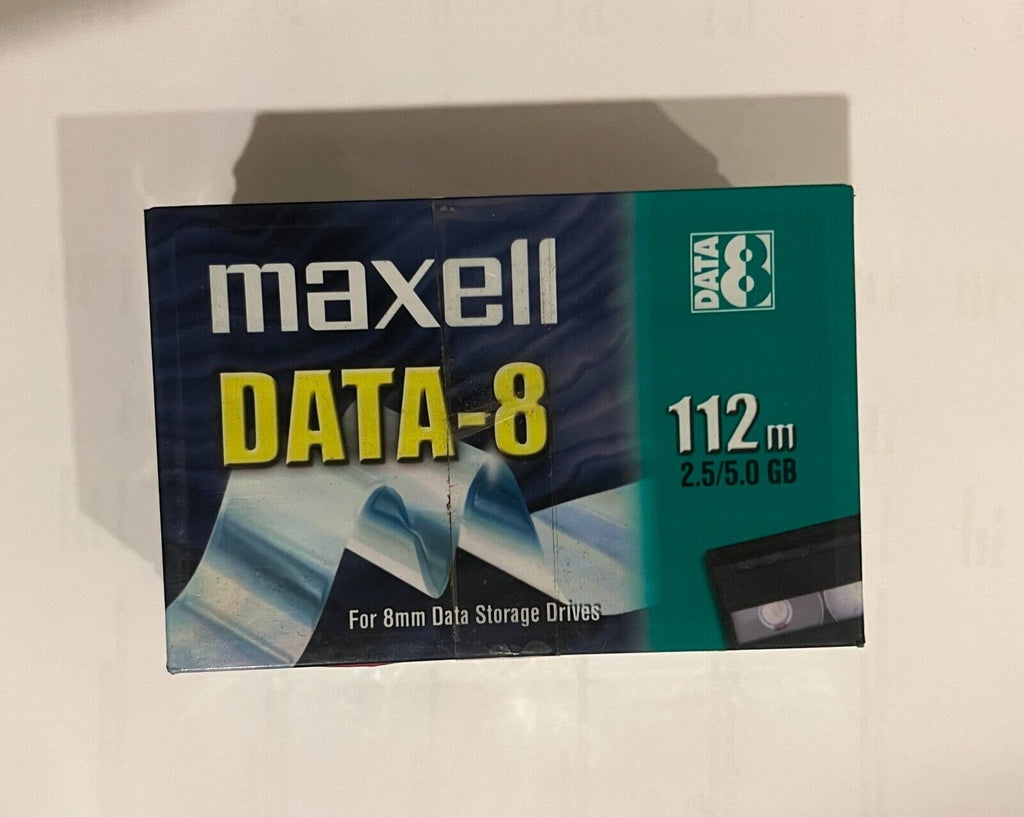 maxell
DATA-8
For 8mm Data Storage Drives
DATA 8
112m
2.5/5.0 GB